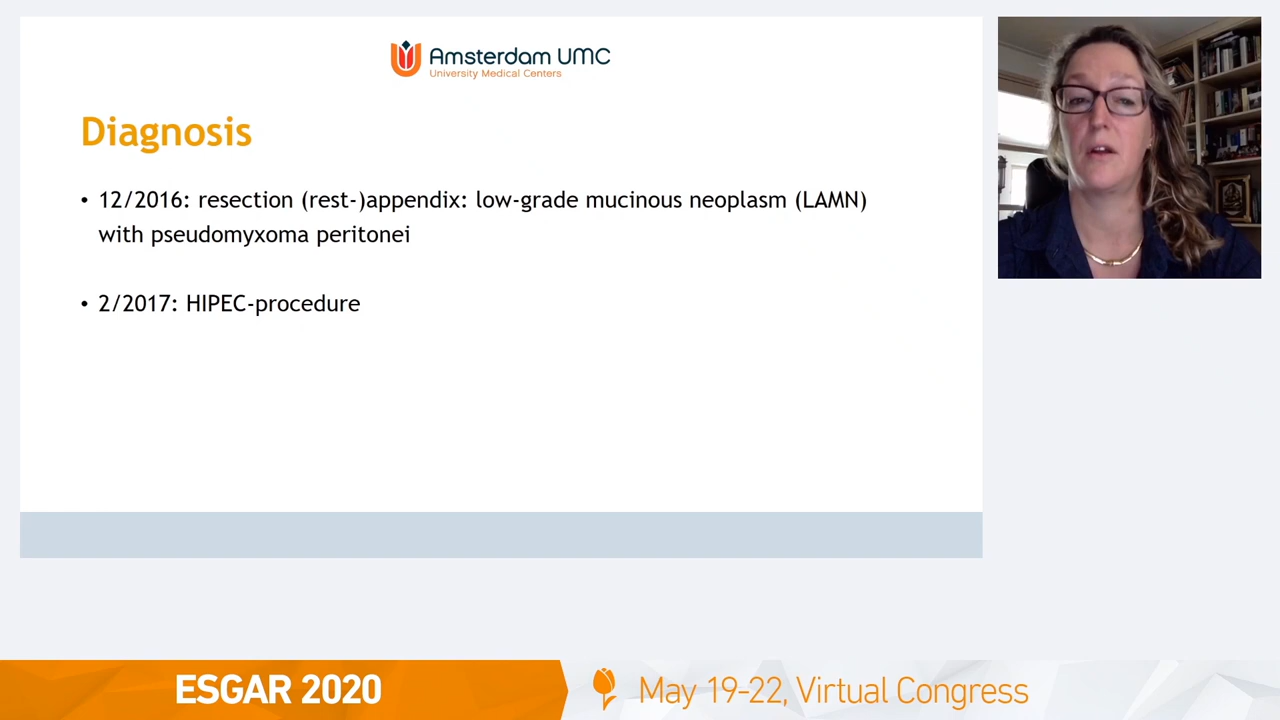 Amsterdam UMC
University Medical Centers
Diagnosis
• 12/2016: resection (rest-)appendix: low-grade mucinous neoplasm (LAMN)
with pseudomyxoma peritonei
• 2/2017: HIPEC-procedure
ESGAR 2020
May 19-22, Virtual Congress